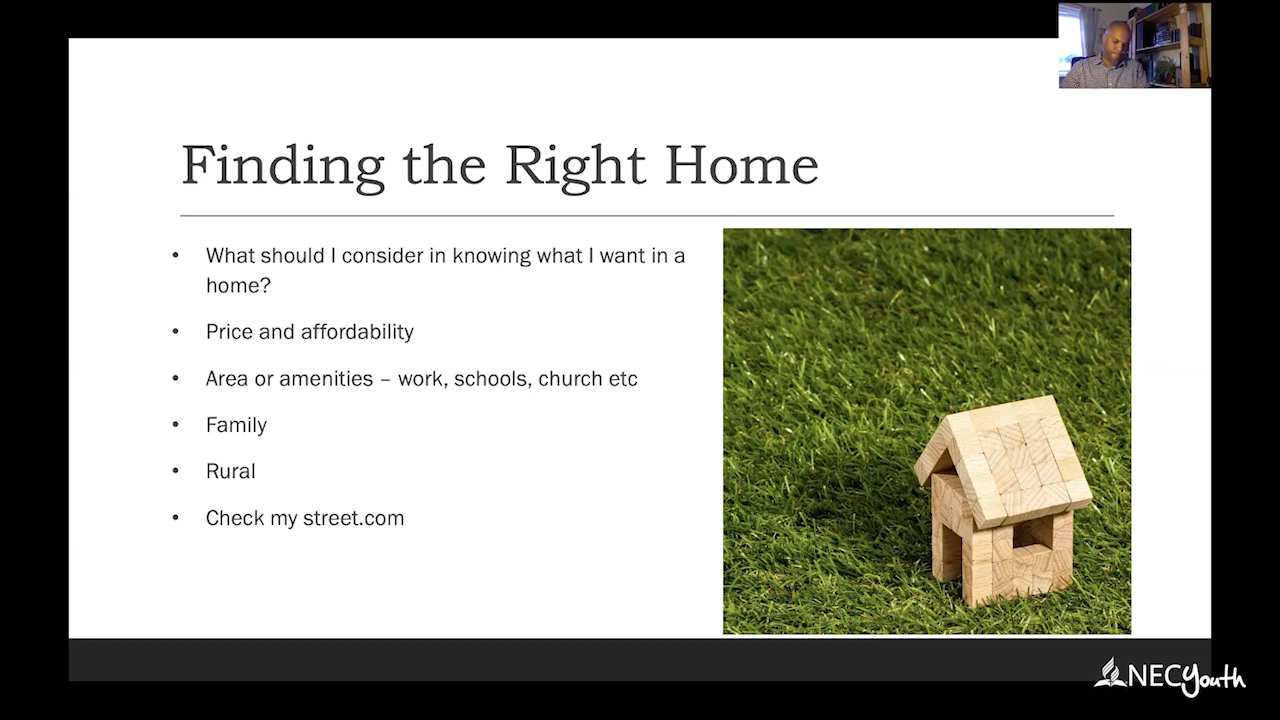 Finding the Right Home
• What should I consider in knowing what I want in a
home?
• Price and affordability
• Area or amenities – work, schools, church etc
• Family
• Rural
• Check my street.com
NECyouth